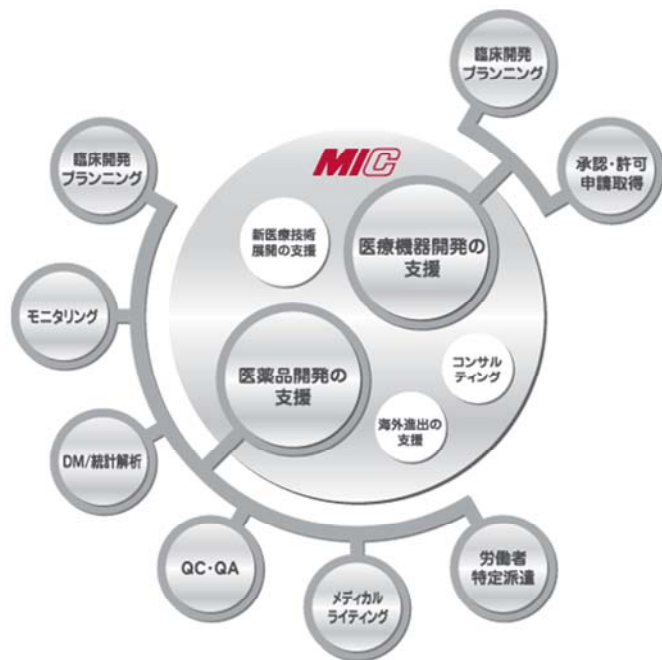 臨床開発
プランニング
承認・許可
申請取得
MIC
臨床開発
プランニング
新医療技術
展開の支援
医療機器開発の
支援
モニタリング
医薬品開発の
支援
コンサル
ティング
海外進出の
支援
DM/統計解析
QC・QA
メディカル
ライティング
労働者
特定派遣